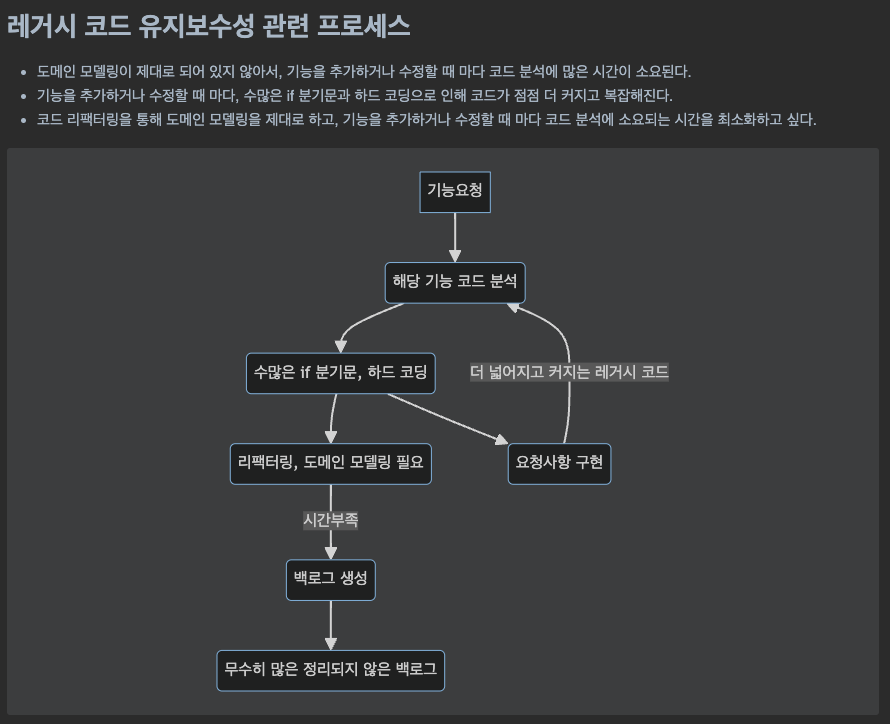 레거시 코드 유지보수성 관련 프로세스
도메인 모델링이 제대로 되어 있지 않아서, 기능을 추가하거나 수정할 때 마다 코드 분석에 많은 시간이 소요된다.
기능을 추가하거나 수정할 때 마다, 수많은 if 분기문과 하드 코딩으로 인해 코드가 점점 더 커지고 복잡해진다.
코드 리팩터링을 통해 도메인 모델링을 제대로 하고, 기능을 추가하거나 수정할 때 마다 코드 분석에 소요되는 시간을 최소화하고 싶다.
기능요청
해당 기능 코드 분석
수많은 if 분기문, 하드 코딩
더 넓어지고 커지는 레거시 코드
리팩터링, 도메인 모델링 필요
요청사항 구현
시간부족
백로그 생성
무수히 많은 정리되지 않은 백로그